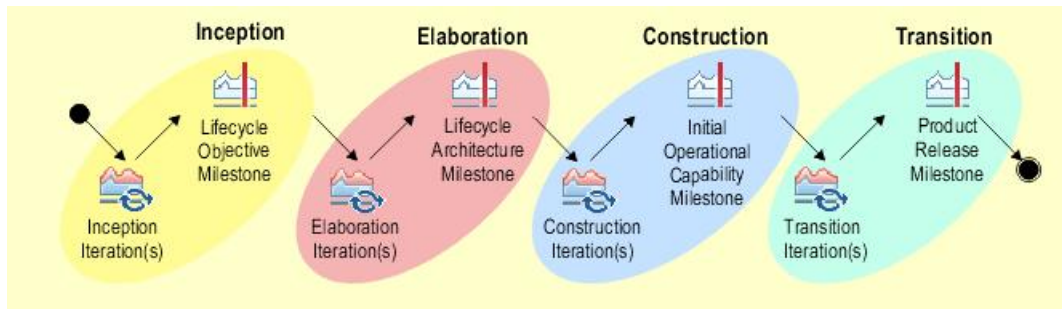 Inception
Elaboration
Construction
Transition
Lifecycle
Objective
Milestone
Inception
Iteration(s)
Lifecycle
Architecture
Milestone
Elaboration
Iteration(s)
Initial
Operational
Capability
Milestone
Construction
Iteration(s)
Product
Release
Milestone
Transition
Iteration(s)